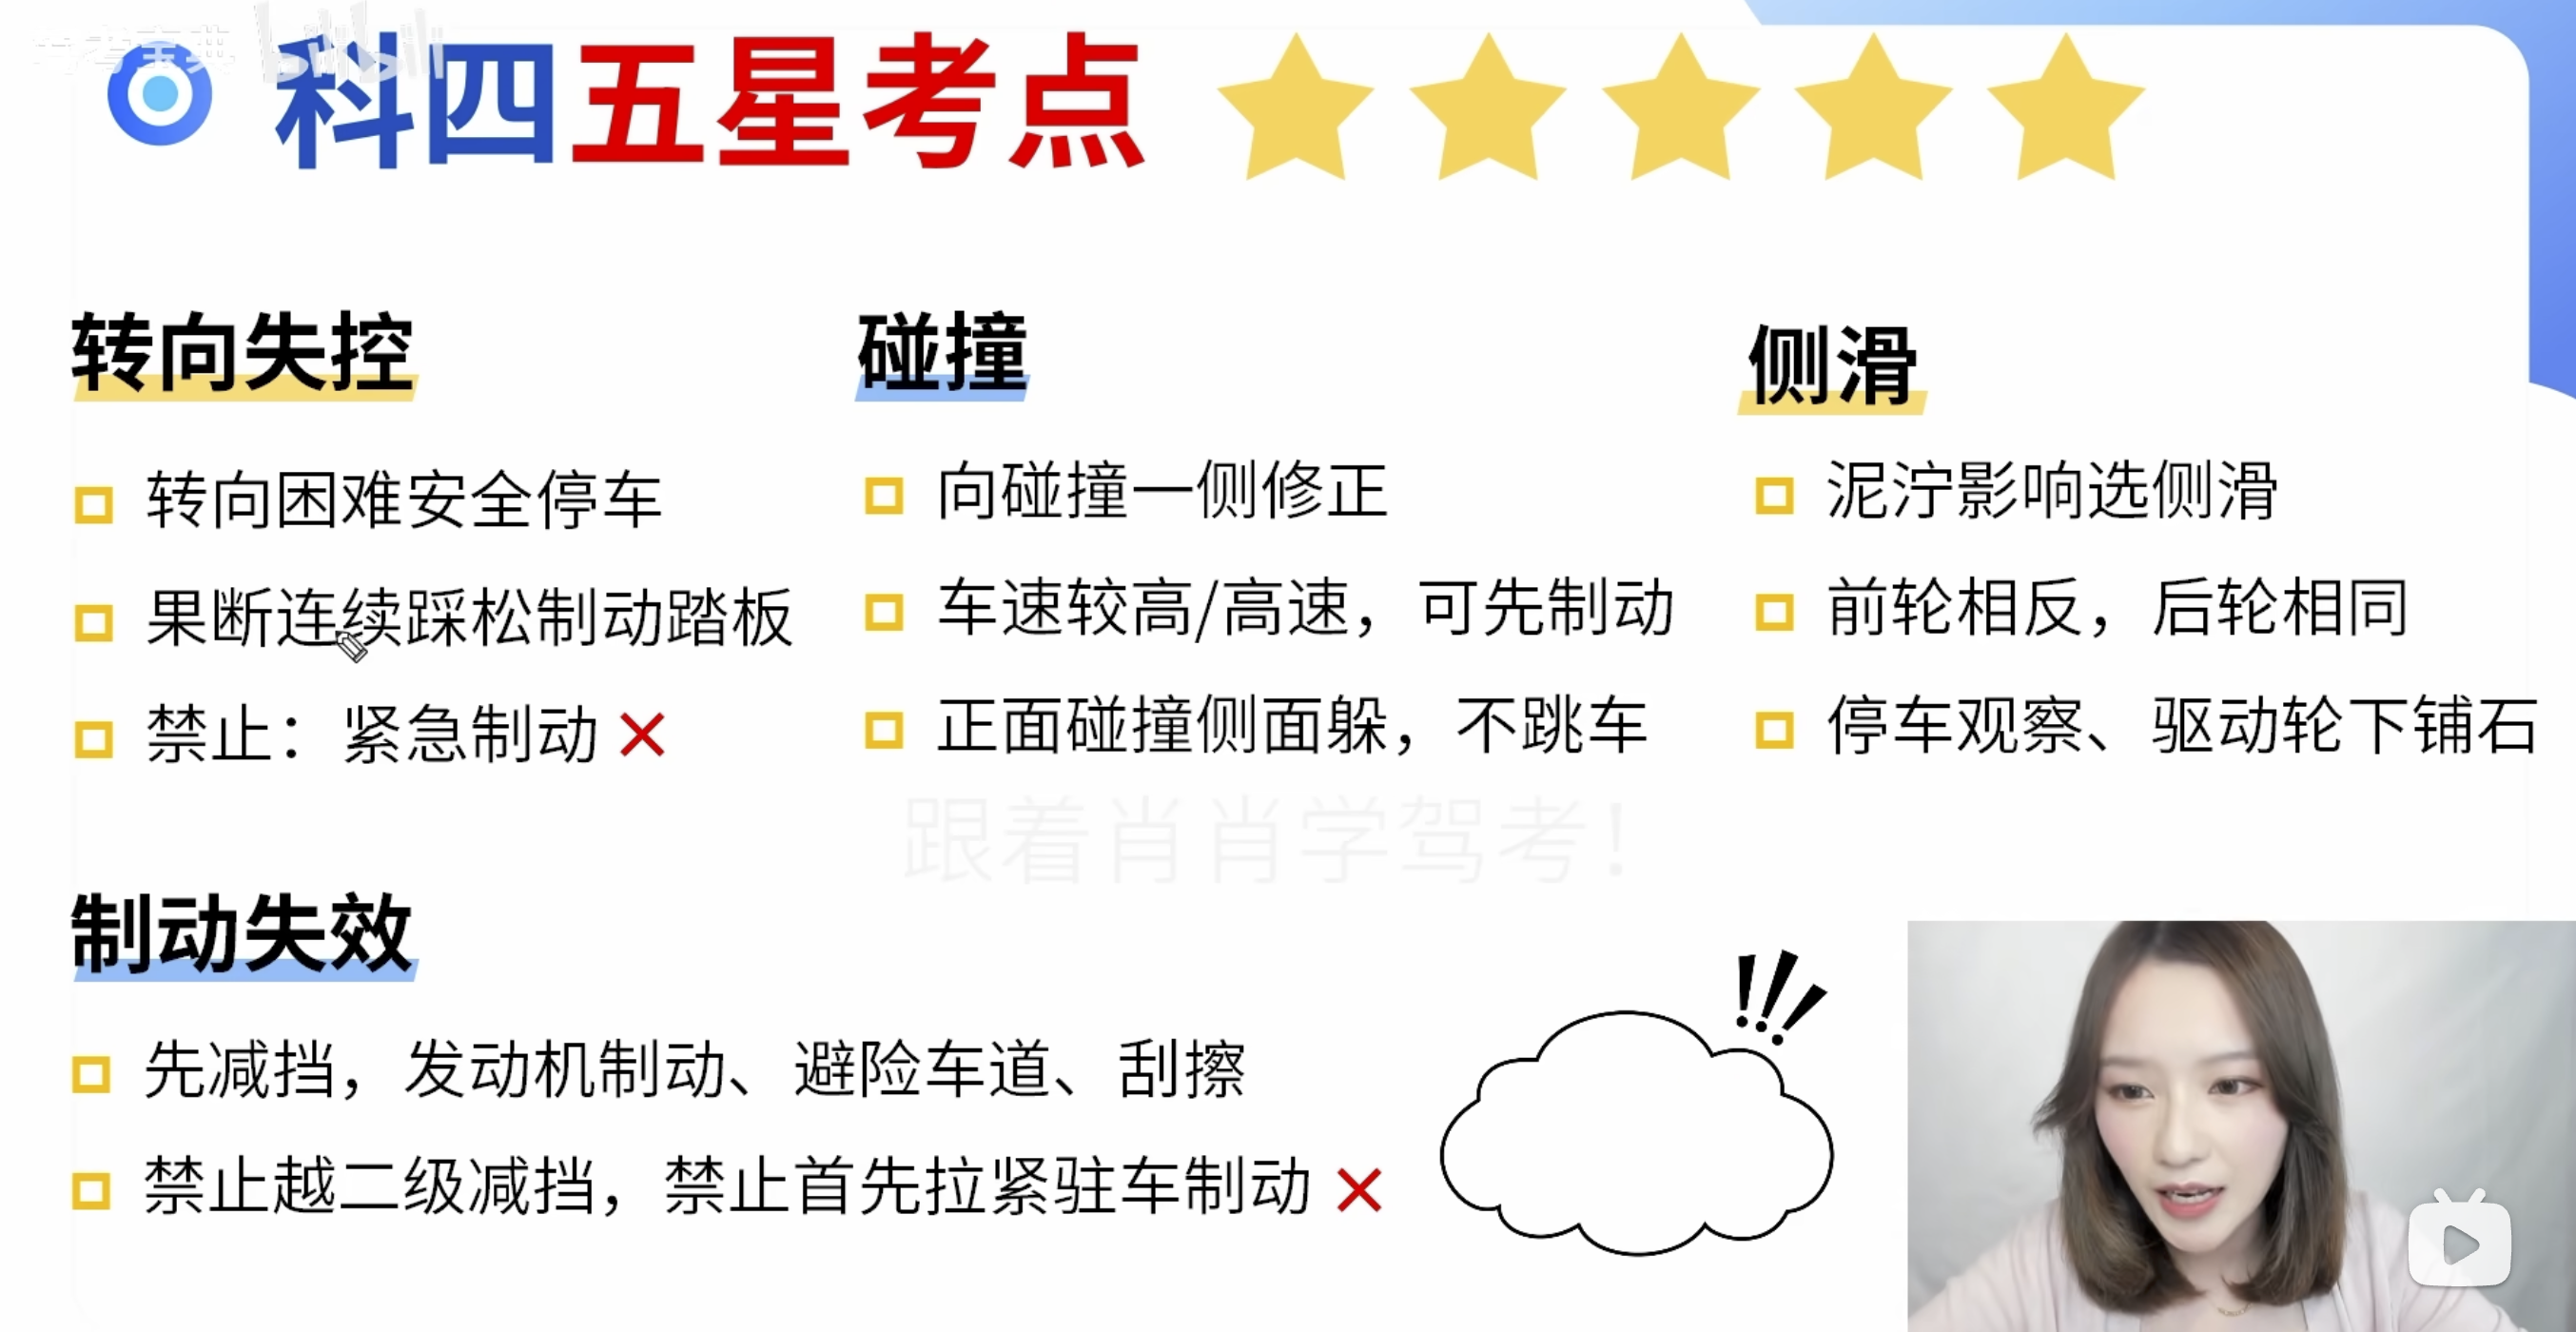 科四五星考点
转向失控
转向困难安全停车
果断连续踩松制动踏板
禁止：紧急制动
碰撞
向碰撞一侧修正
车速较高/高速，可先制动
正面碰撞侧面躲，不跳车
侧滑
泥泞影响选侧滑
前轮相反，后轮相同
停车观察、驱动轮下铺石
跟着肖肖学驾考！
制动失效
先减挡，发动机制动、避险车道、刮擦
禁止越二级减挡，禁止首先拉紧驻车制动
!!!